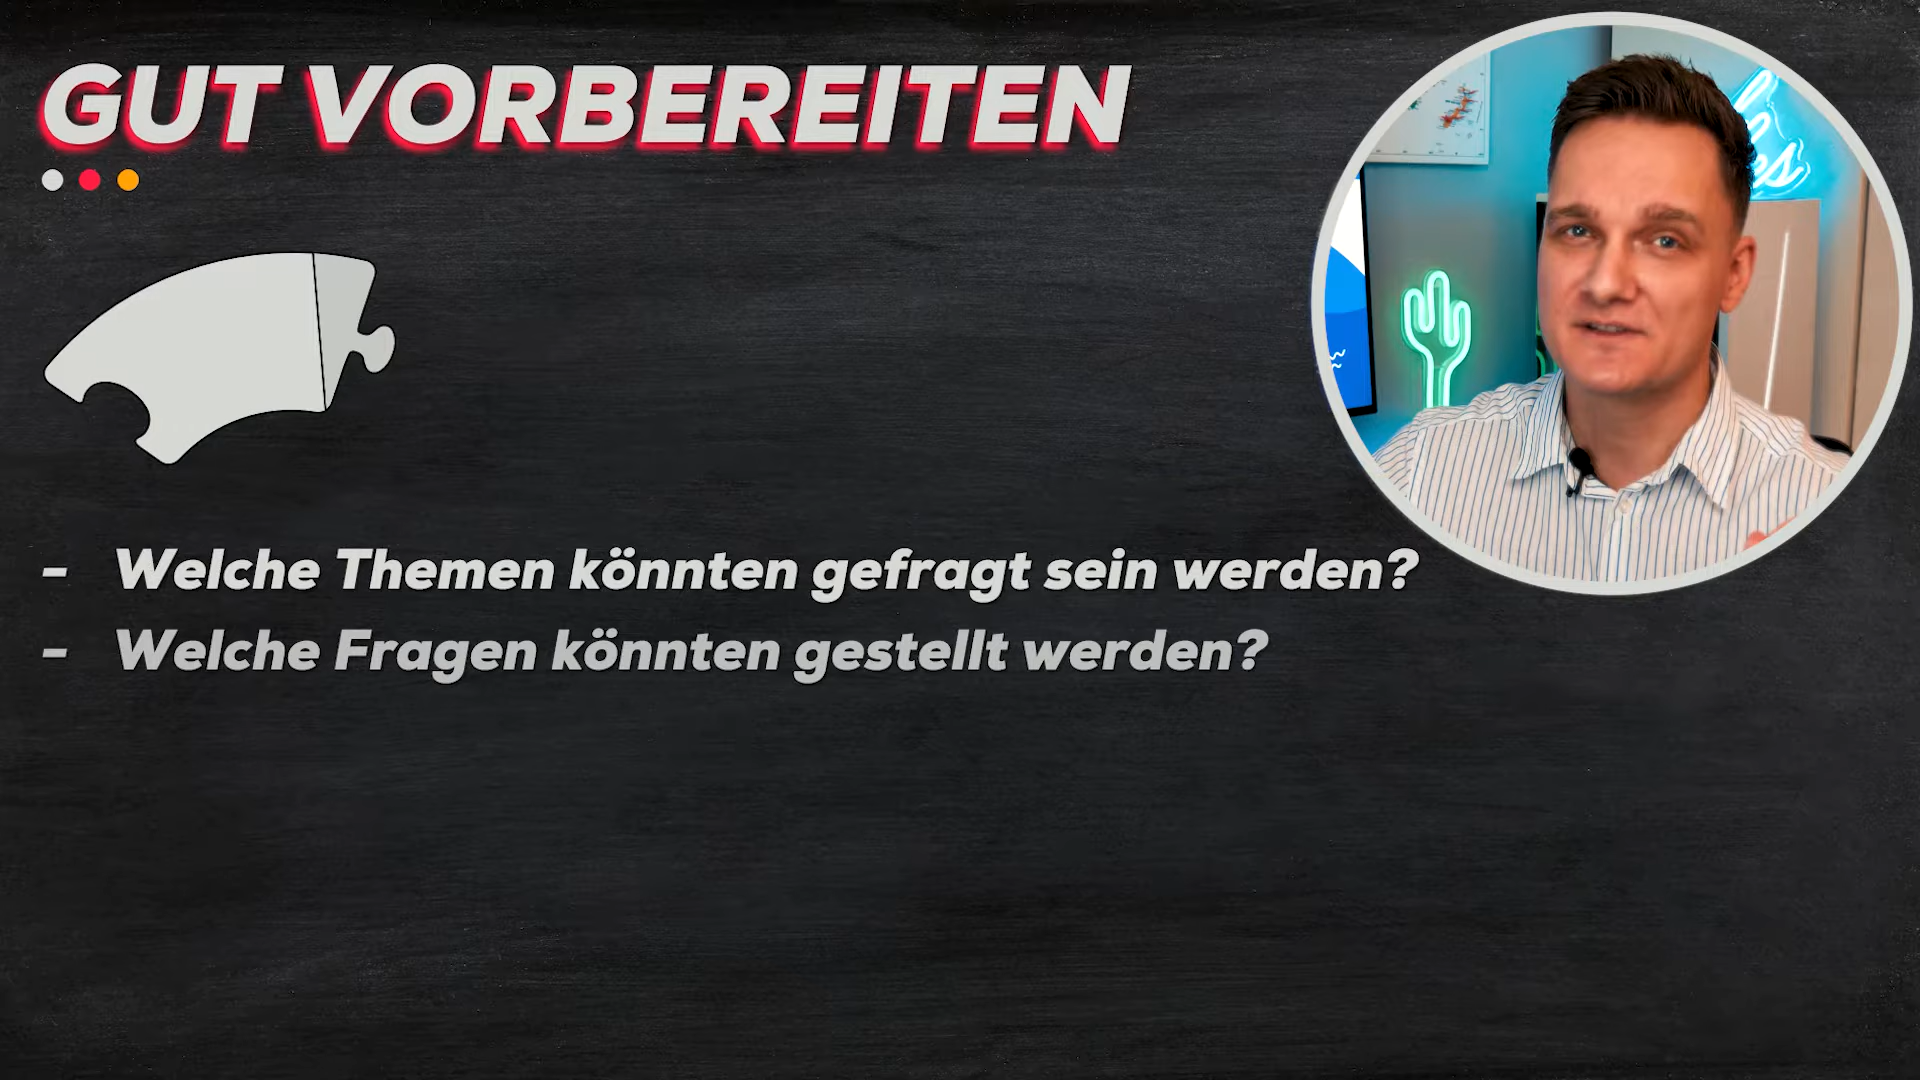 GUT VORBEREITEN
- Welche Themen könnten gefragt sein werden?
- Welche Fragen könnten gestellt werden?